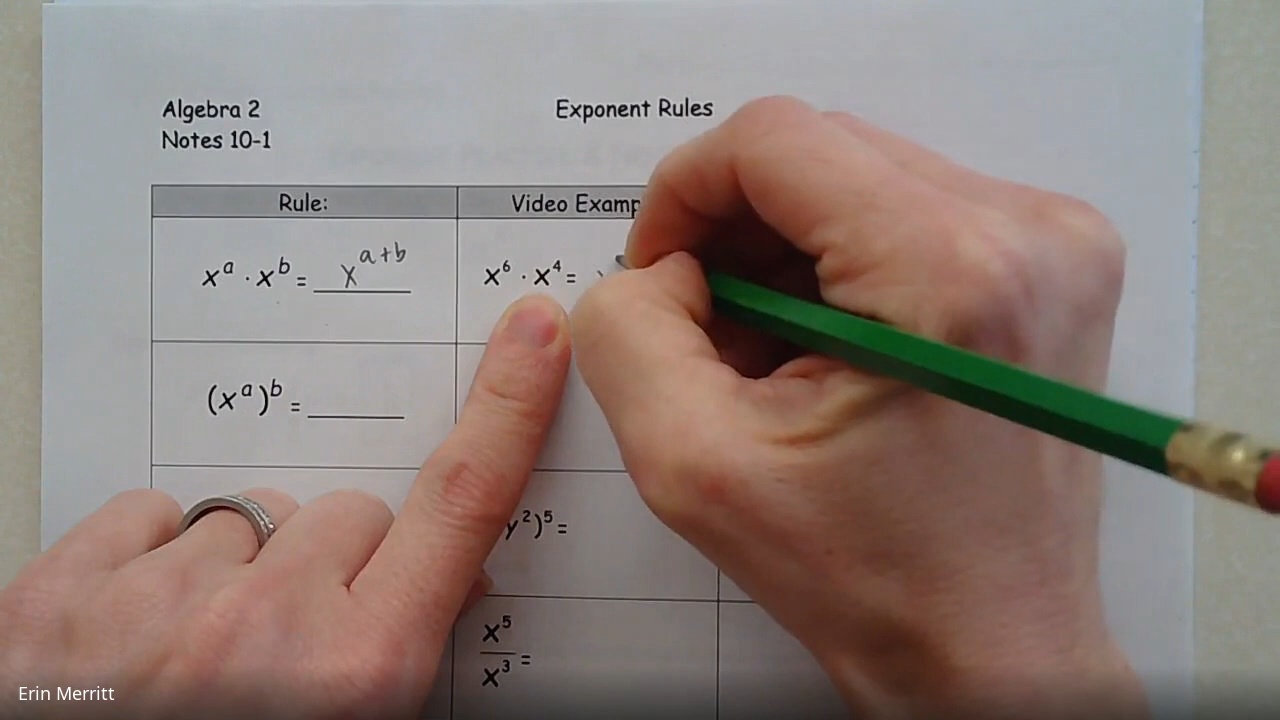 Algebra 2
Notes 10-1
Exponent Rules
Rule:
Video Examp
xᵃ · xᵇ = xᵃ⁺ᵇ
x⁶ · x⁴ =
(xᵃ)ᵇ = ______
y²)⁵ =
x⁵
x³ =
Erin Merritt